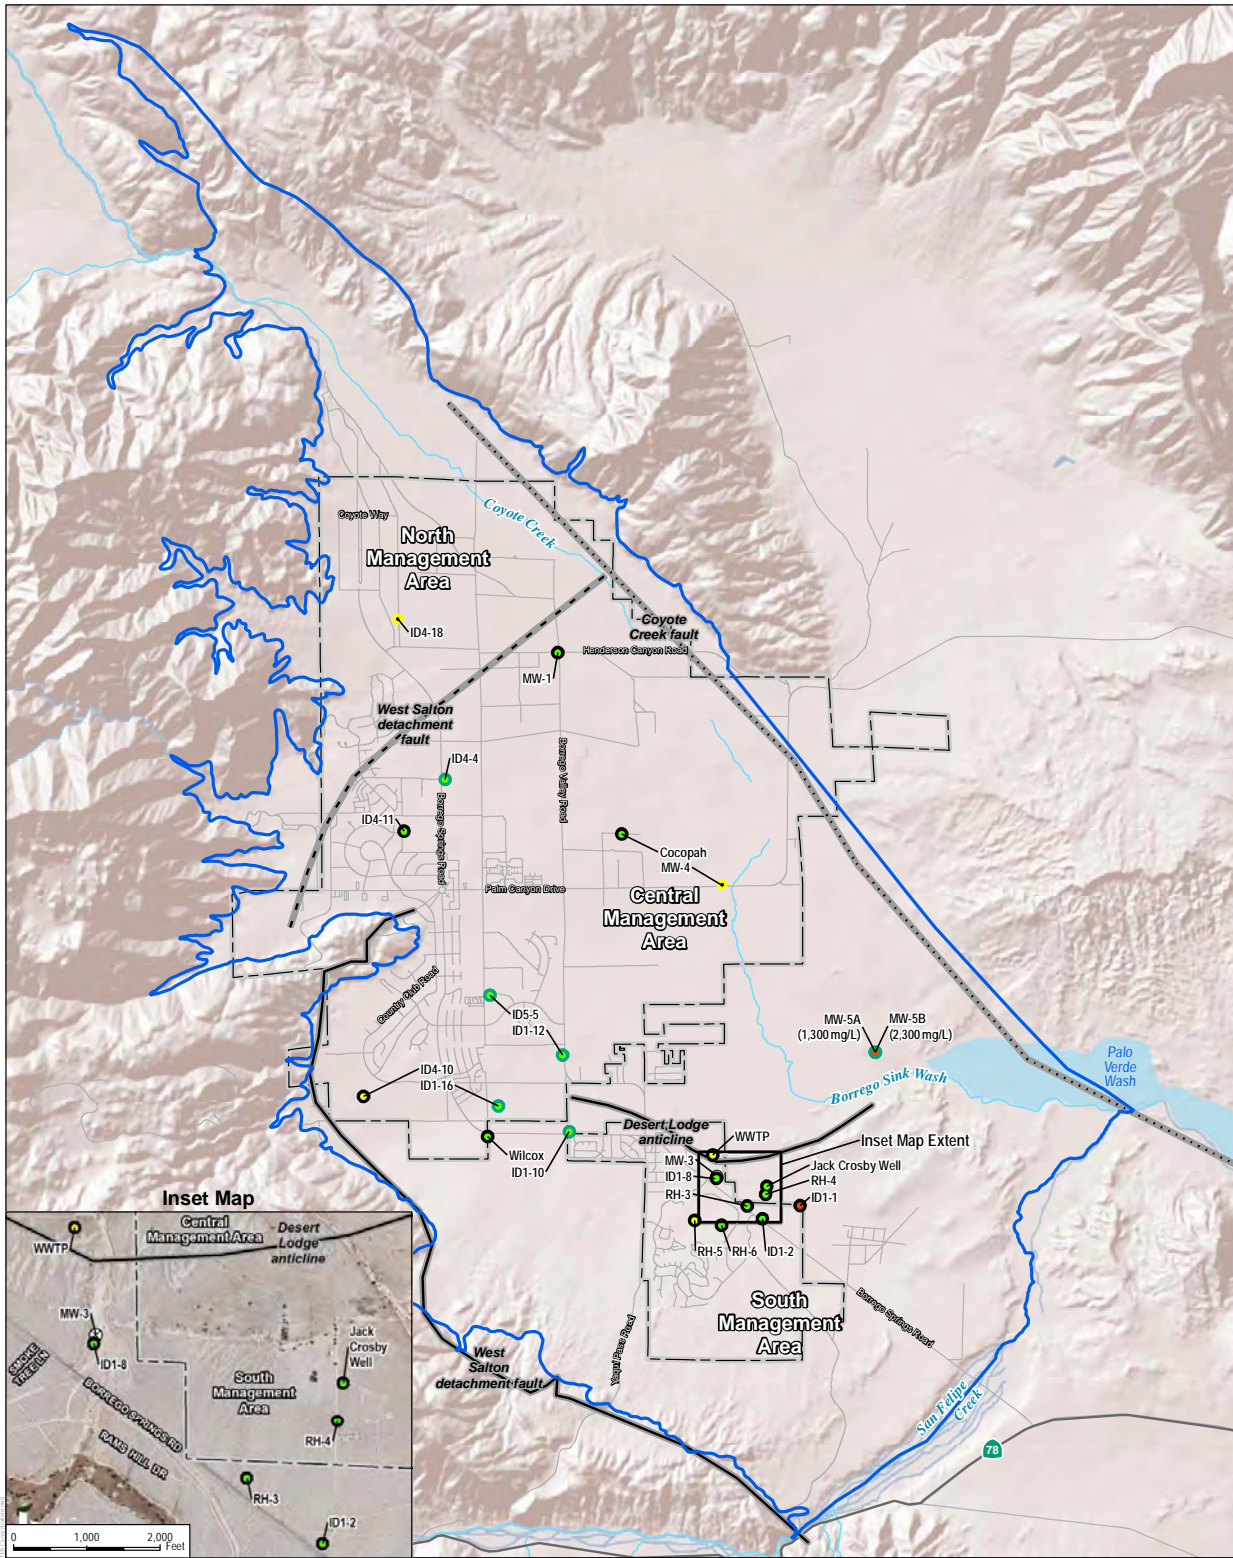 Coyote Way
North
Management
Area
Coyote Creek
ID4-18
Coyote
Creek fault
Henderson Canyon Road
MW-1
West Salton
detachment
fault
ID4-4
Borrego Valley Road
Borrego Springs Road
ID4-11
Cocopah
MW-4
Palm Canyon Drive
Central
Management
Area
Country Club Road
ID5-5
ID1-12
MW-5A
(1,300 mg/L)
MW-5B
(2,300 mg/L)
Palo
Verde
Wash
ID4-10
ID1-16
Borrego Sink Wash
Desert Lodge
anticline
WWTP
Inset Map Extent
Wilcox
ID1-10
MW-3
ID1-8
RH-3
Jack Crosby Well
RH-4
ID1-1
RH-5
RH-6
ID1-2
South
Management
Area
Borrego Springs Road
Yaqui Pass Road
West
Salton
detachment fault
San Felipe
Creek
78
Inset Map
Central
Management Area
Desert
Lodge
anticline
WWTP
MW-3
ID1-8
SMOKE
TREE LN
Jack
Crosby
Well
South
Management
Area
BORREGO SPRINGS RD
RAMS HILL DR
RH-4
RH-3
ID1-2
0 1,000 2,000
Feet